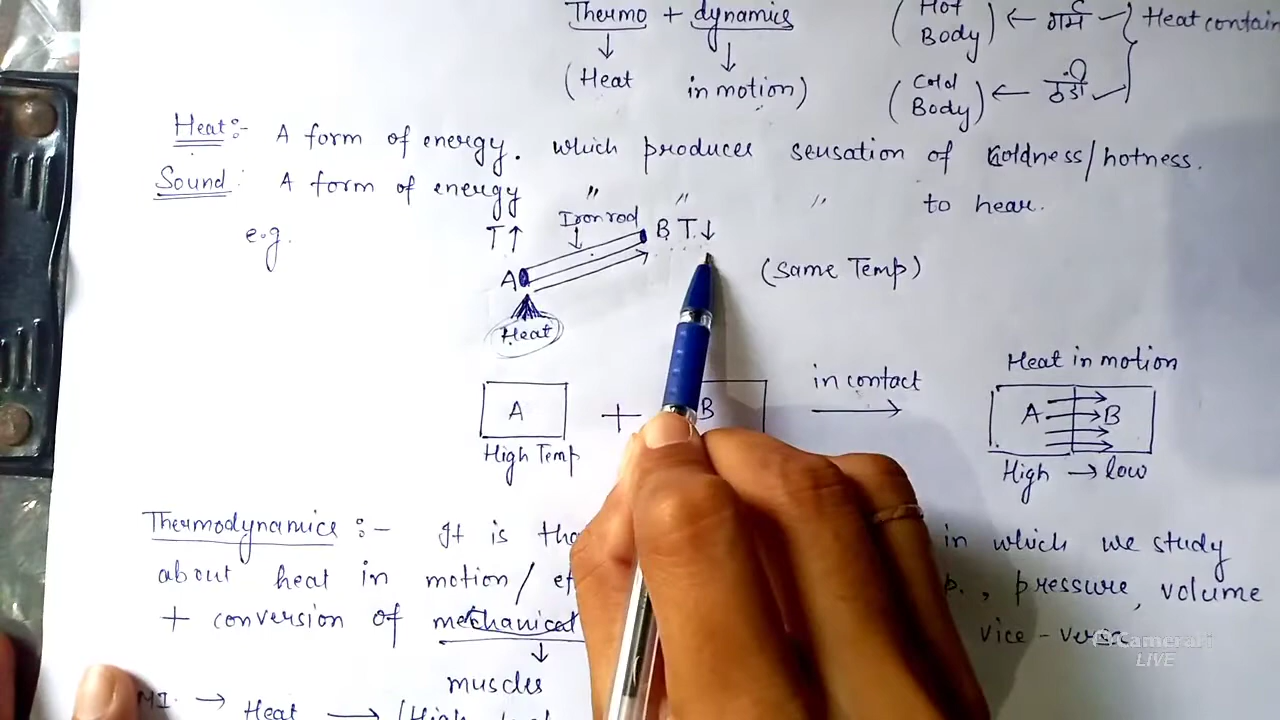 Thermo + dynamics
(Heat in motion)
(Hot Body) ← गर्म
(Cold Body) ← ठंडी
Heat contain
Heat:- A form of energy. which produces sensation of coldness/hotness.
Sound: A form of energy " " " to hear.
e.g.
T↑ Iron rod B T↓
A (same Temp)
Heat
A + B in contact → A B
Heat in motion
High Temp
High → low
Thermodynamics :- It is in which we study
about heat in motion/ , pressure, volume
+ conversion of mechanical vice-versa
muscles
→ Heat →
CameraFi
LIVE